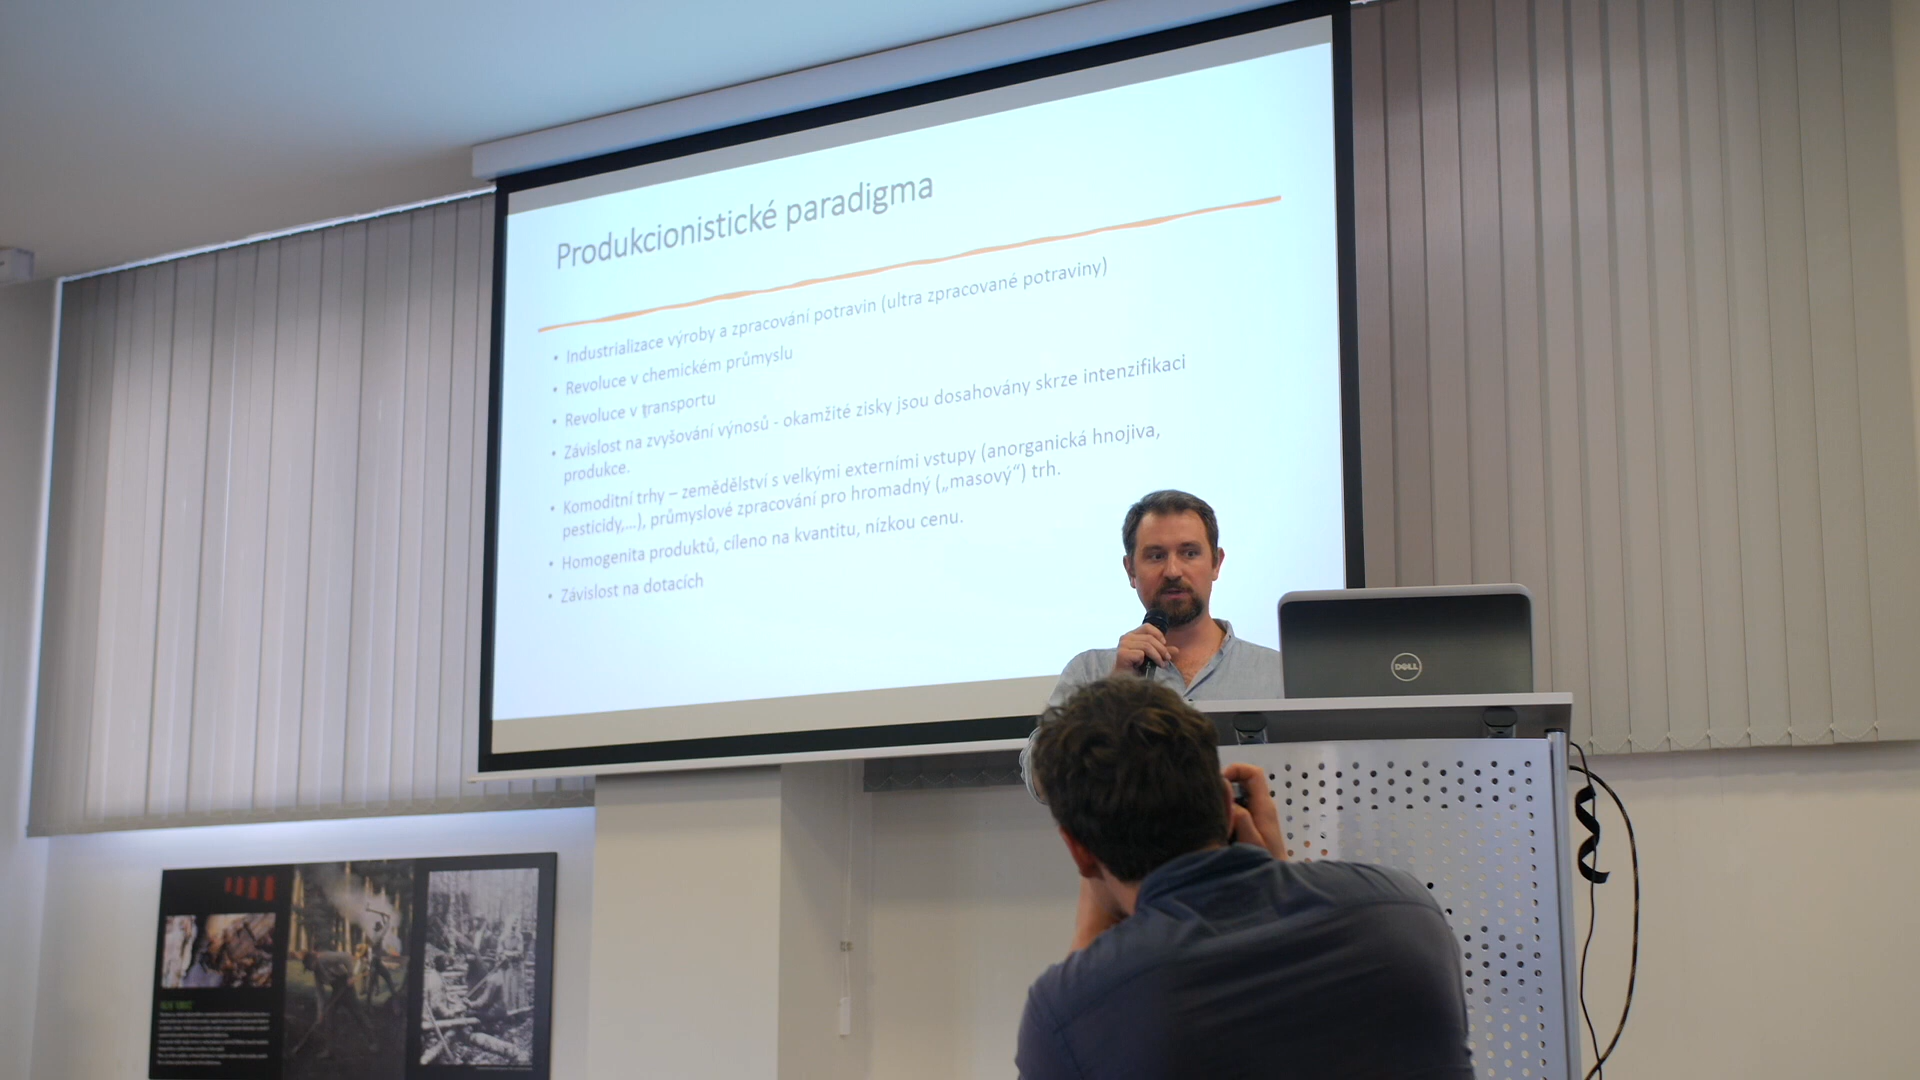 Produkcionistické paradigma
• Industrializace výroby a zpracování potravin (ultra zpracované potraviny)
• Revoluce v chemickém průmyslu
• Revoluce v transportu
• Závislost na zvyšování výnosů - okamžité zisky jsou dosahovány skrze intenzifikaci
produkce.
• Komoditní trhy – zemědělství s velkými externími vstupy (anorganická hnojiva,
pesticidy,...), průmyslové zpracování pro hromadný („masový“) trh.
• Homogenita produktů, cíleno na kvantitu, nízkou cenu.
• Závislost na dotacích
DELL